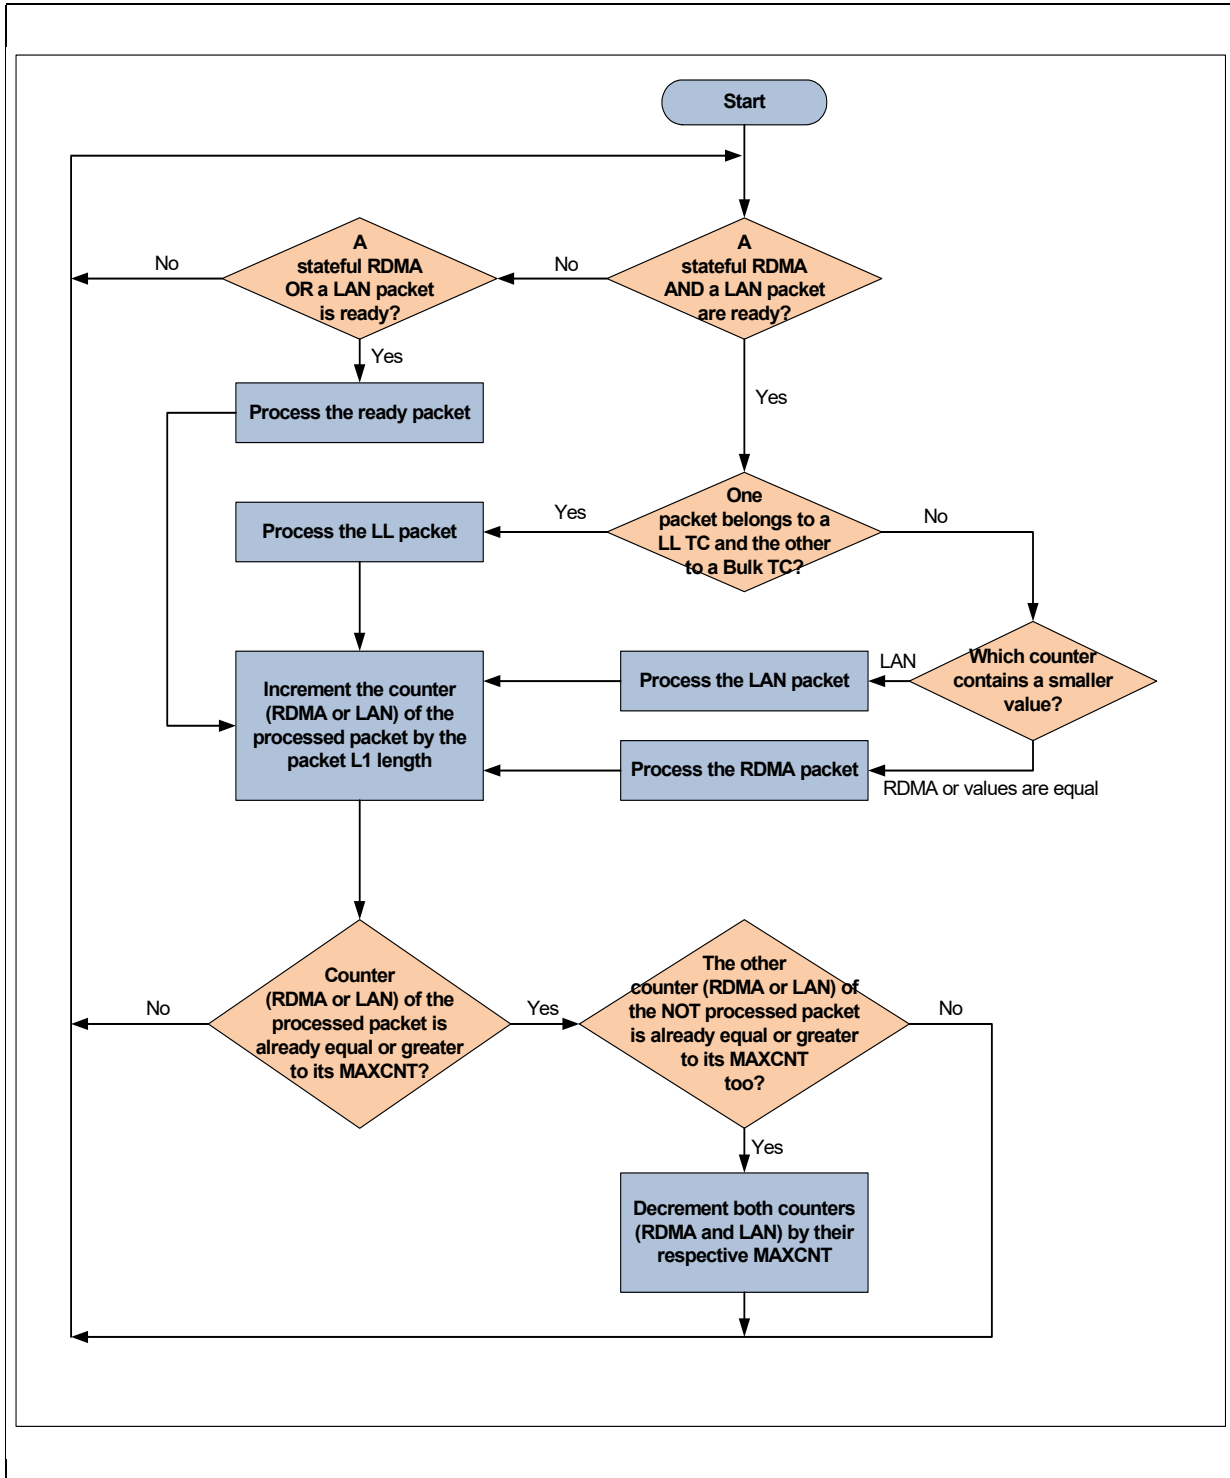 Start
A
stateful RDMA
OR a LAN packet
is ready?
A
stateful RDMA
AND a LAN packet
are ready?
No
No
Yes
Process the ready packet
Yes
One
packet belongs to a
LL TC and the other
to a Bulk TC?
Yes
No
Process the LL packet
Which counter
contains a smaller
value?
LAN
Process the LAN packet
Increment the counter
(RDMA or LAN) of the
processed packet by the
packet L1 length
Process the RDMA packet
RDMA or values are equal
Counter
(RDMA or LAN) of the
processed packet is
already equal or greater
to its MAXCNT?
No
Yes
The other
counter (RDMA or LAN) of
the NOT processed packet
is already equal or greater
to its MAXCNT
too?
No
Yes
Decrement both counters
(RDMA and LAN) by their
respective MAXCNT